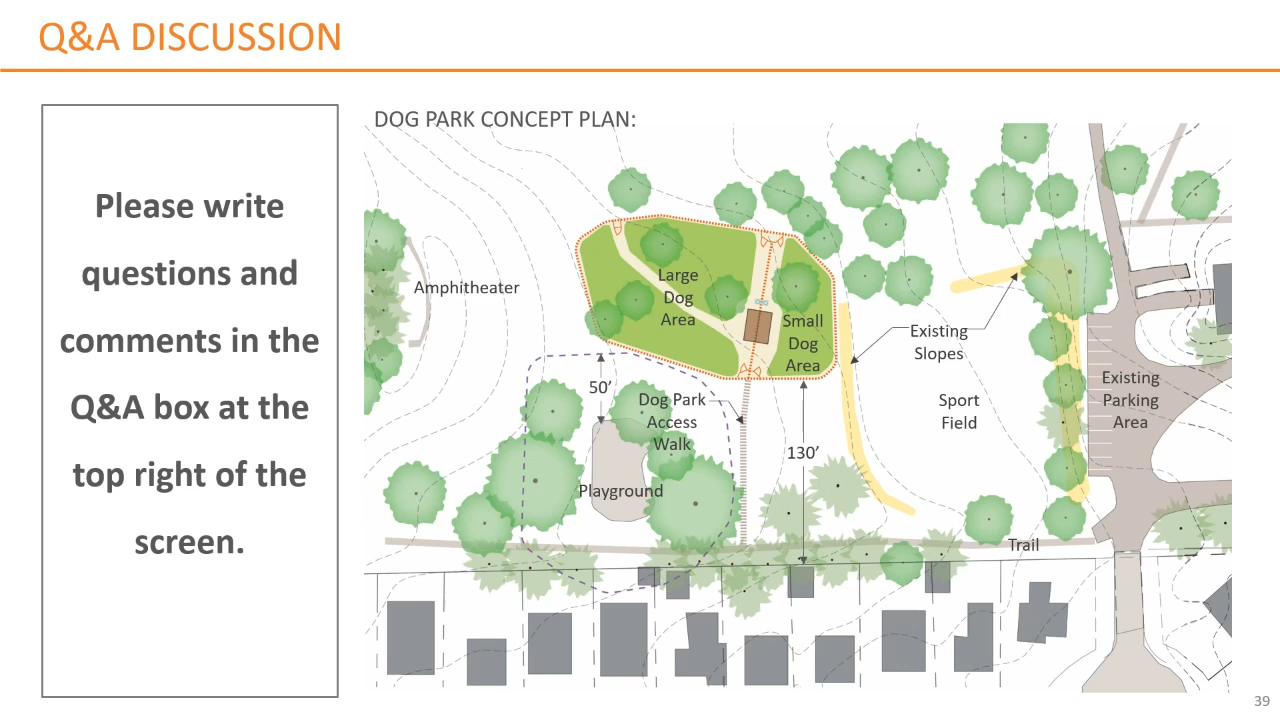 Q&A DISCUSSION
Please write
questions and
comments in the
Q&A box at the
top right of the
screen.
DOG PARK CONCEPT PLAN:
Amphitheater
Large
Dog
Area
Small
Dog
Area
Existing
Slopes
50’
Dog Park
Access
Walk
Sport
Field
Existing
Parking
Area
130’
Playground
Trail
39